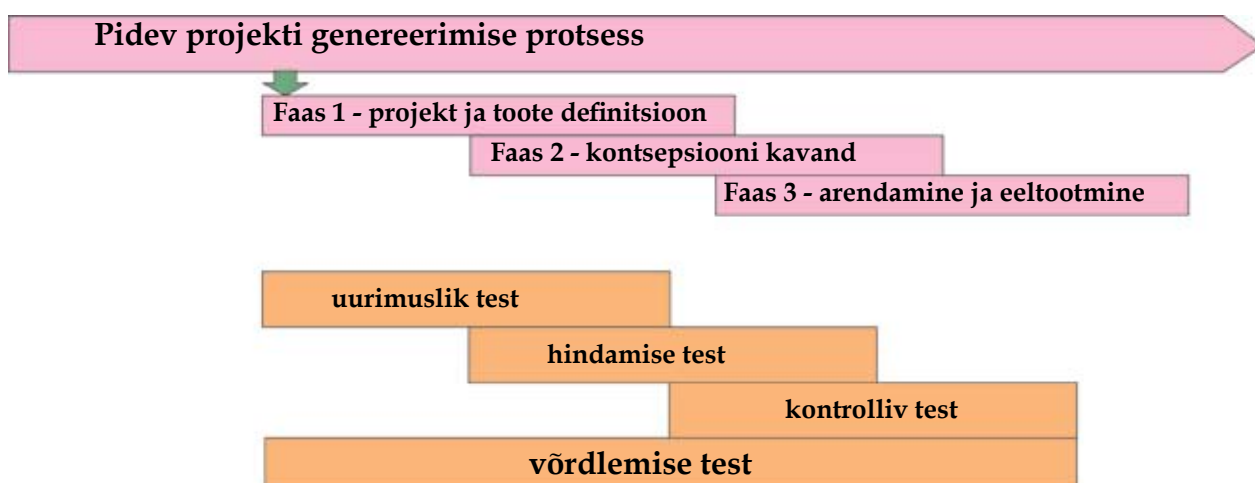 Pidev projekti genereerimise protsess
Faas 1 - projekt ja toote definitsioon
Faas 2 - kontsepsiooni kavand
Faas 3 - arendamine ja eeltootmine
uurimuslik test
hindamise test
kontrolliv test
võrdlemise test